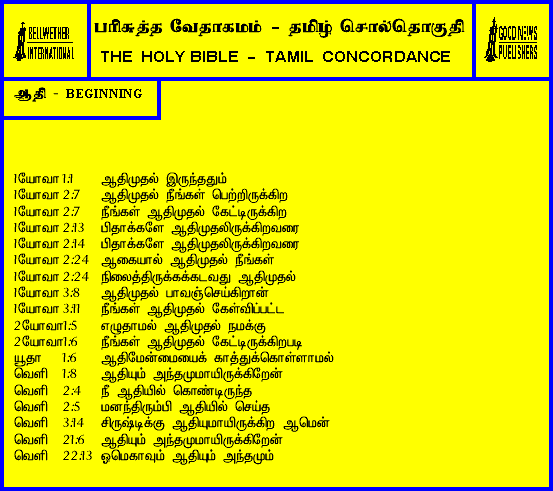 BELLWETHER INTERNATIONAL
பரிசுத்த வேதாகமம் - தமிழ் சொல்தொகுதி
THE HOLY BIBLE - TAMIL CONCORDANCE
GOOD NEWS PUBLISHERS
ஆதி - BEGINNING
1யோவா 1:1 ஆதிமுதல் இருந்ததும்
1யோவா 2:7 ஆதிமுதல் நீங்கள் பெற்றிருக்கிற
1யோவா 2:7 நீங்கள் ஆதிமுதல் கேட்டிருக்கிற
1யோவா 2:13 பிதாக்களே ஆதிமுதலிருக்கிறவரை
1யோவா 2:14 பிதாக்களே ஆதிமுதலிருக்கிறவரை
1யோவா 2:24 ஆகையால் ஆதிமுதல் நீங்கள்
1யோவா 2:24 நிலைத்திருக்கக்கடவது ஆதிமுதல்
1யோவா 3:8 ஆதிமுதல் பாவஞ்செய்கிறான்
1யோவா 3:11 நீங்கள் ஆதிமுதல் கேள்விப்பட்ட
2யோவா1:5 எழுதாமல் ஆதிமுதல் நமக்கு
2யோவா1:6 நீங்கள் ஆதிமுதல் கேட்டிருக்கிறபடி
யூதா 1:6 ஆதிமேன்மையைக் காத்துக்கொள்ளாமல்
வெளி 1:8 ஆதியும் அந்தமுமாயிருக்கிறேன்
வெளி 2:4 நீ ஆதியில் கொண்டிருந்த
வெளி 2:5 மனந்திரும்பி ஆதியில் செய்த
வெளி 3:14 சிருஷ்டிக்கு ஆதியுமாயிருக்கிற ஆமென்
வெளி 21:6 ஆதியும் அந்தமுமாயிருக்கிறேன்
வெளி 22:13 ஓமெகாவும் ஆதியும் அந்தமும்